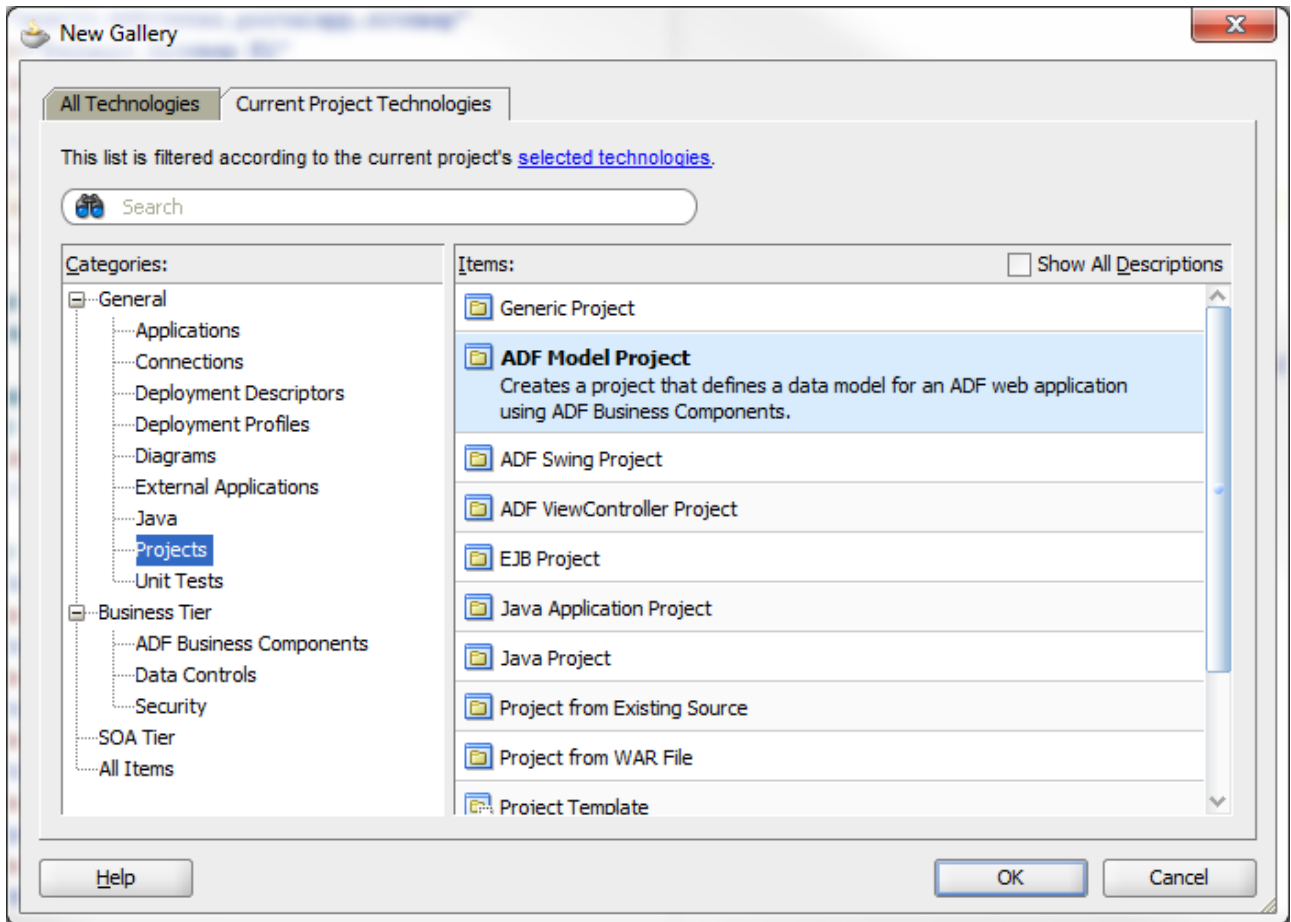 New Gallery
All Technologies
Current Project Technologies
This list is filtered according to the current project's selected technologies.
Search
Categories:
General
Applications
Connections
Deployment Descriptors
Deployment Profiles
Diagrams
External Applications
Java
Projects
Unit Tests
Business Tier
ADF Business Components
Data Controls
Security
SOA Tier
All Items
Items:
Show All Descriptions
Generic Project
ADF Model Project
Creates a project that defines a data model for an ADF web application
using ADF Business Components.
ADF Swing Project
ADF ViewController Project
EJB Project
Java Application Project
Java Project
Project from Existing Source
Project from WAR File
Project Template
Help
OK
Cancel